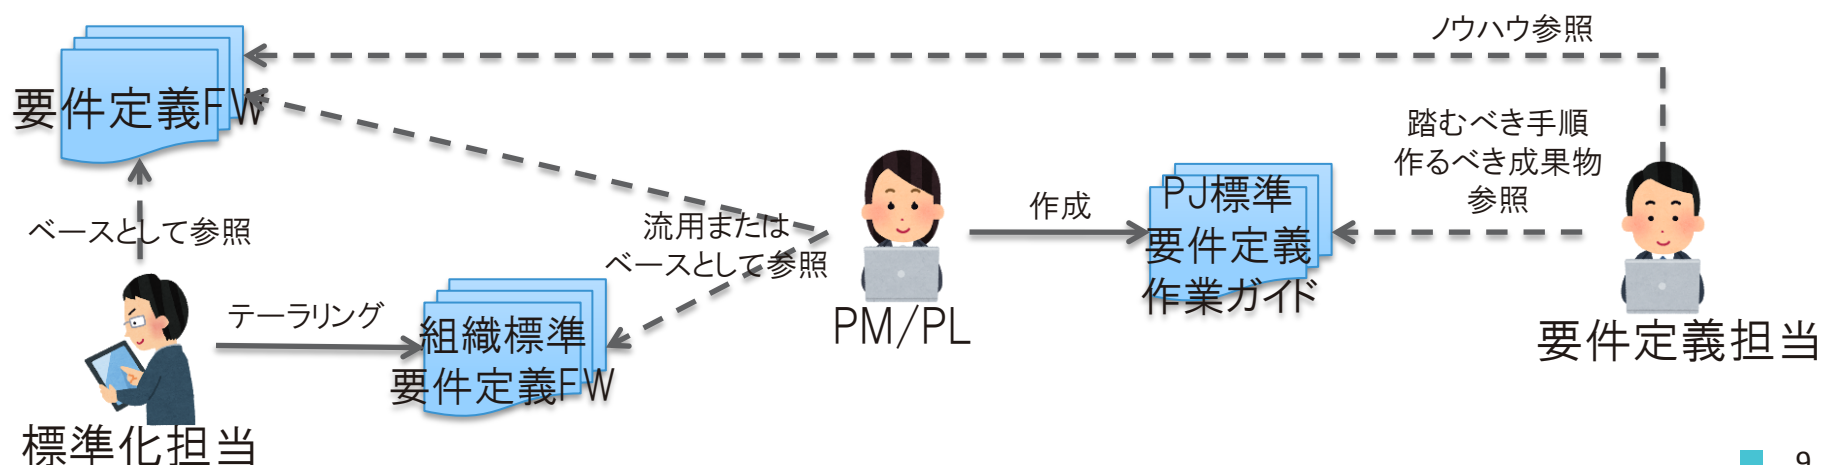 ノウハウ参照
要件定義FW
踏むべき手順
作るべき成果物
参照
PJ標準
要件定義
作業ガイド
作成
ベースとして参照
流用または
ベースとして参照
テーラリング
組織標準
要件定義FW
PM/PL
要件定義担当
標準化担当
9